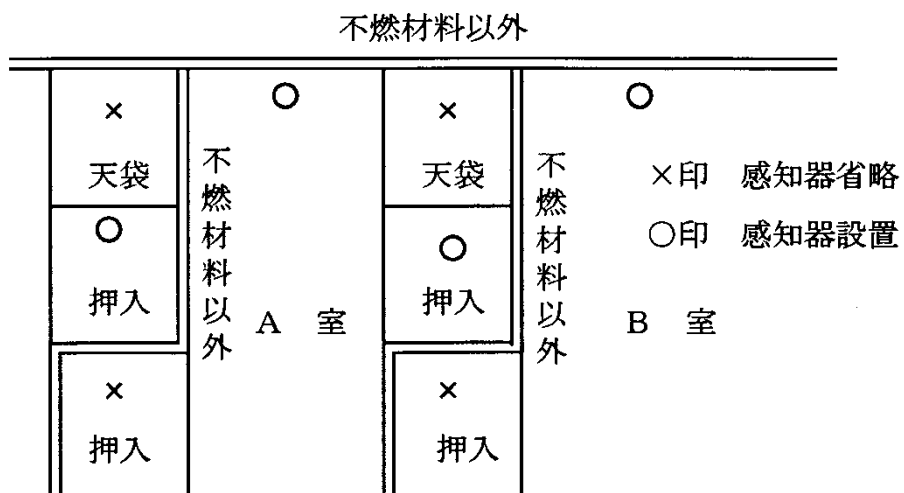 不燃材料以外
×
○
×
○
天袋
天袋
不燃材料以外
不燃材料以外
×印 感知器省略
○印 感知器設置
○
○
押入
押入
A 室
B 室
×
×
押入
押入